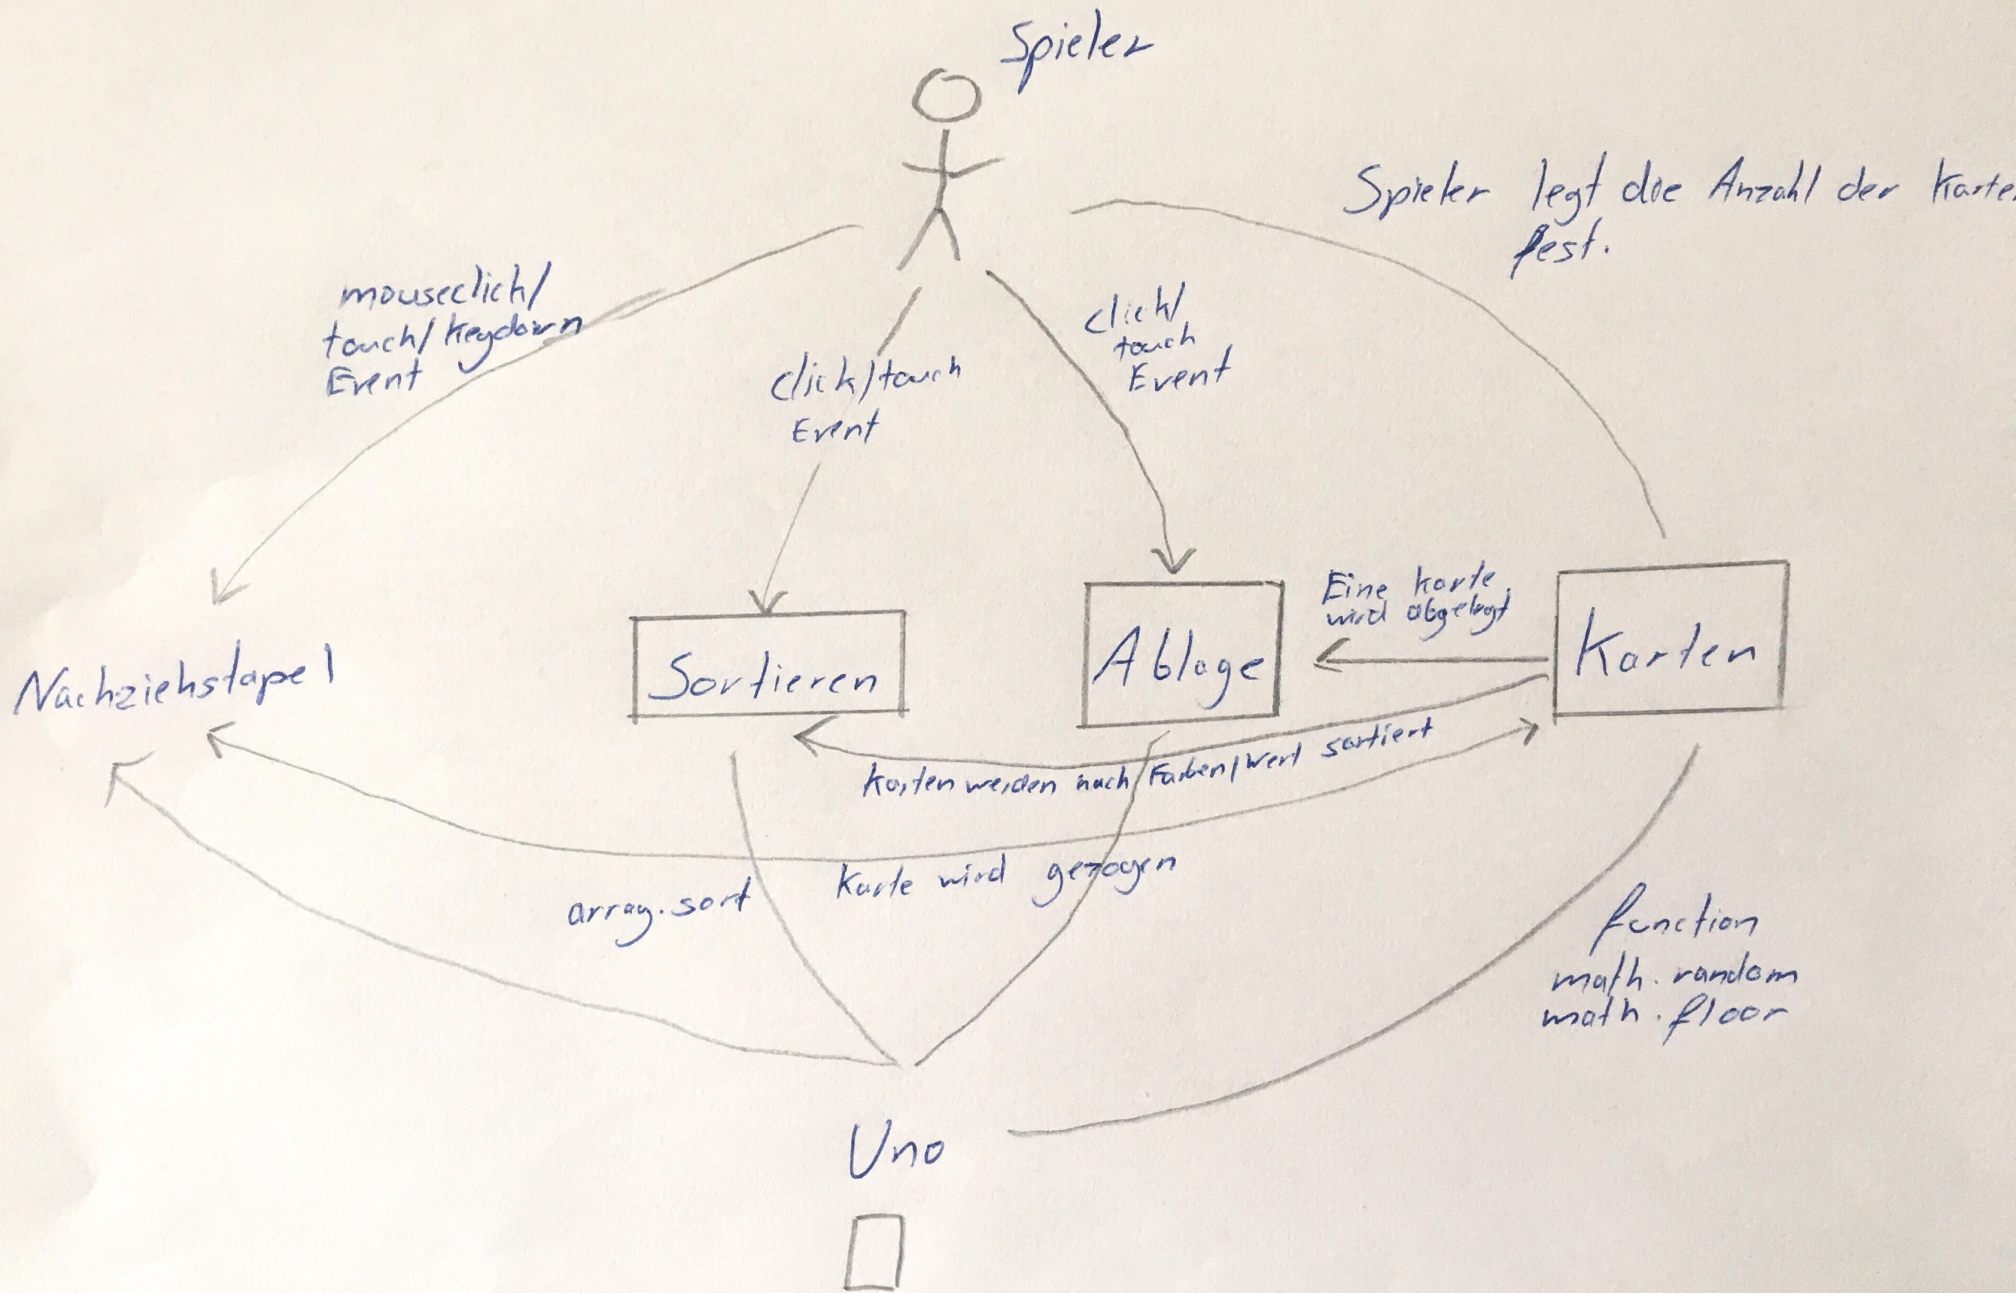 Spieler
Spieler legt die Anzahl der
fest.
mouseclick/
touch/Keydown
Event
click/touch
Event
click/
touch
Event
Nachziehstapel
Sortieren
Ablage
Eine Karte
wird abgelegt
Karten
Karten werden nach Farben/Wert sortiert
Karte wird gezogen
array.sort
function
math.random
math.floor
Uno